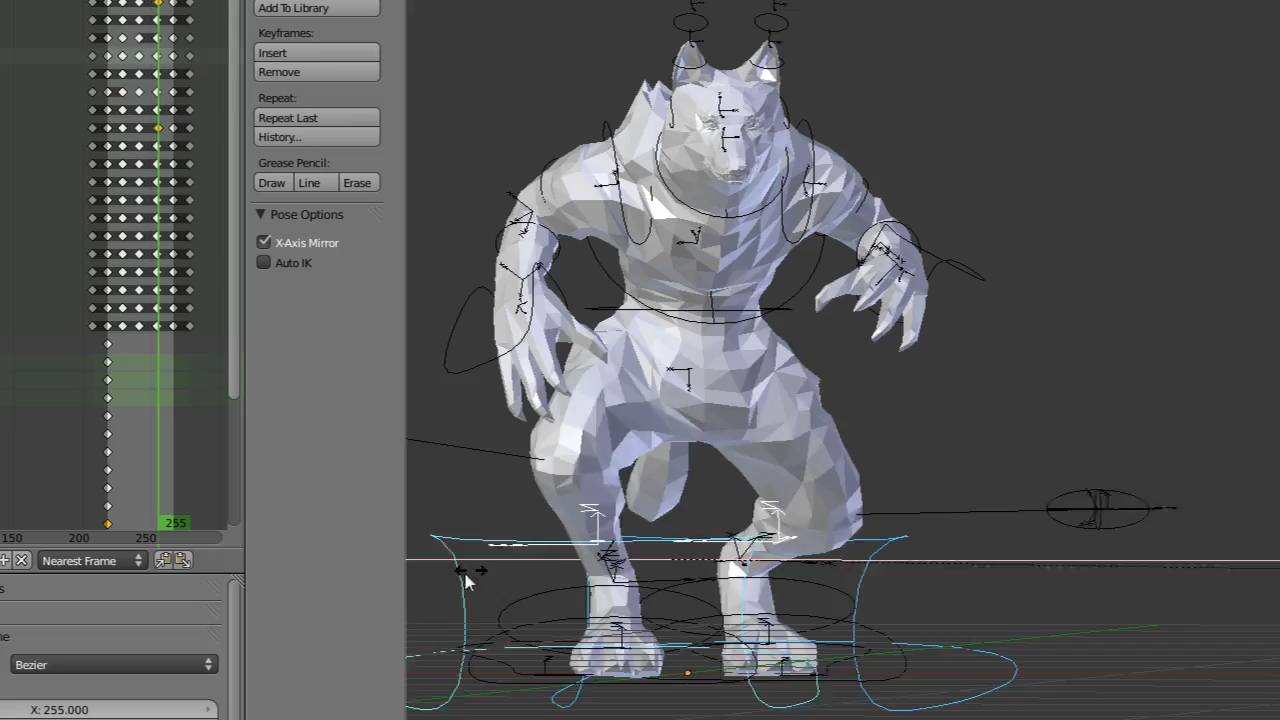 Add To Library
Keyframes:
Insert
Remove
Repeat:
Repeat Last
History...
Grease Pencil:
Draw Line Erase
Pose Options
X-Axis Mirror
Auto IK
255
150 200 250
Nearest Frame
s
ne
Bezier
X: 255.000